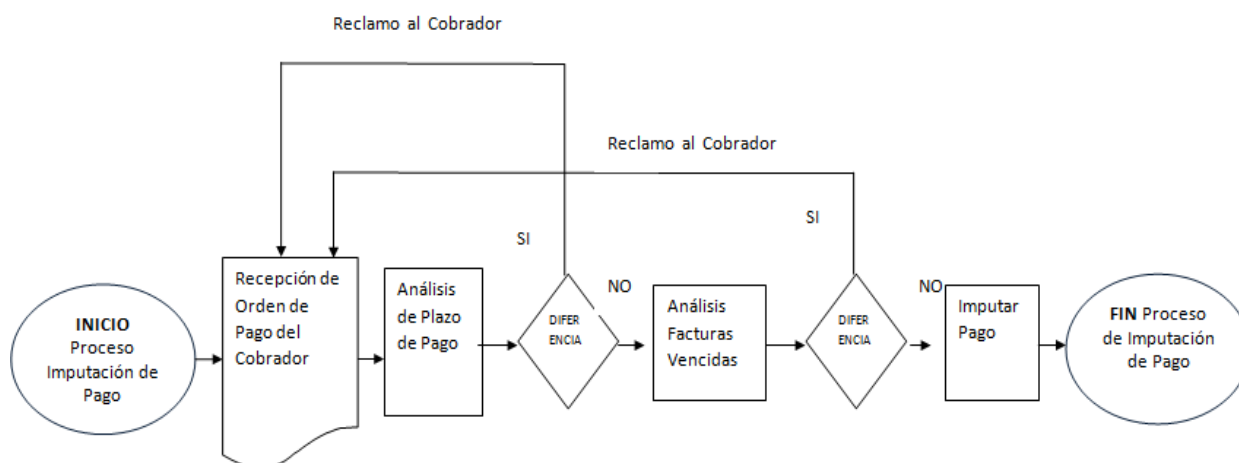 Reclamo al Cobrador
Reclamo al Cobrador
SI
SI
INICIO
Proceso
Imputación de
Pago
Recepción de
Orden de
Pago del
Cobrador
Análisis
de Plazo
de Pago
DIFER
ENCIA
NO
Análisis
Facturas
Vencidas
DIFER
ENCIA
NO
Imputar
Pago
FIN Proceso
de Imputación
de Pago